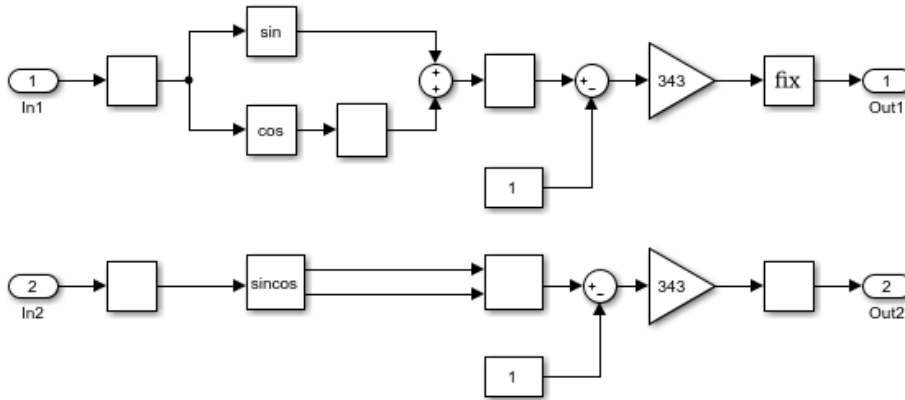 sin
1
In1
+
+
+
−
343
fix
1
Out1
cos
1
2
In2
sincos
+
−
343
2
Out2
1